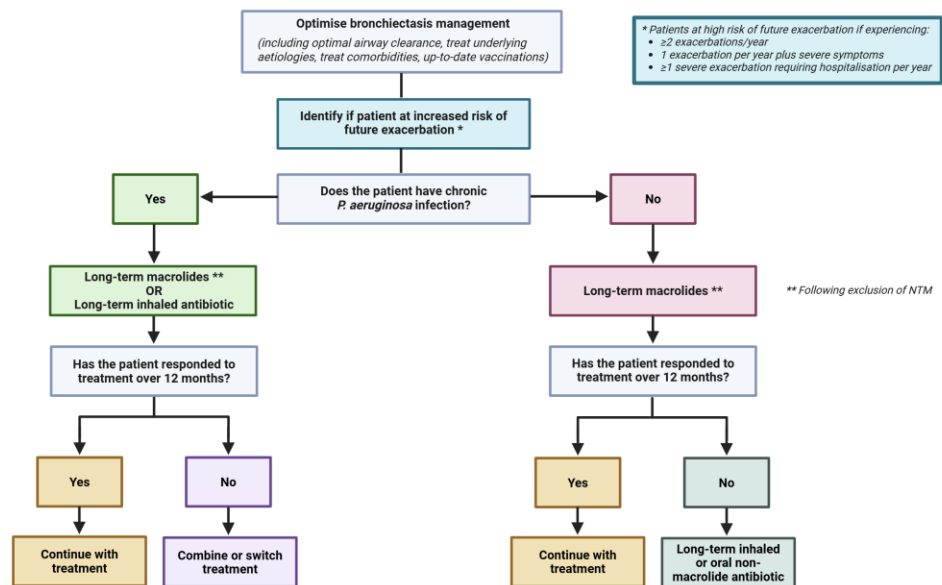 Optimise bronchiectasis management
(including optimal airway clearance, treat underlying
aetiologies, treat comorbidities, up-to-date vaccinations)
* Patients at high risk of future exacerbation if experiencing:
• ≥2 exacerbations/year
• 1 exacerbation per year plus severe symptoms
• ≥1 severe exacerbation requiring hospitalisation per year
Identify if patient at increased risk of
future exacerbation *
Does the patient have chronic
P. aeruginosa infection?
Yes
No
Long-term macrolides **
OR
Long-term inhaled antibiotic
Long-term macrolides **
** Following exclusion of NTM
Has the patient responded to
treatment over 12 months?
Has the patient responded to
treatment over 12 months?
Yes
No
Yes
No
Continue with
treatment
Combine or switch
treatment
Continue with
treatment
Long-term inhaled
or oral non-
macrolide antibiotic